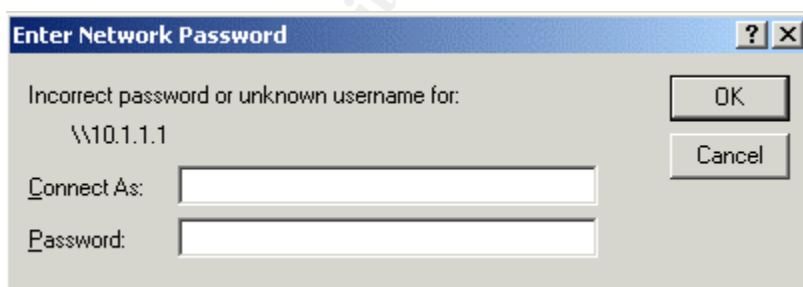 Enter Network Password
Incorrect password or unknown username for:
\\10.1.1.1
Connect As:
Password:
OK
Cancel